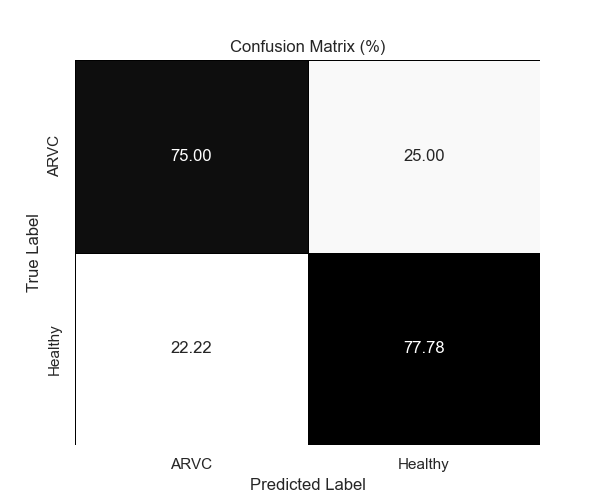 Confusion Matrix (%)
True Label
ARVC
75.00
25.00
Healthy
22.22
77.78
ARVC
Healthy
Predicted Label